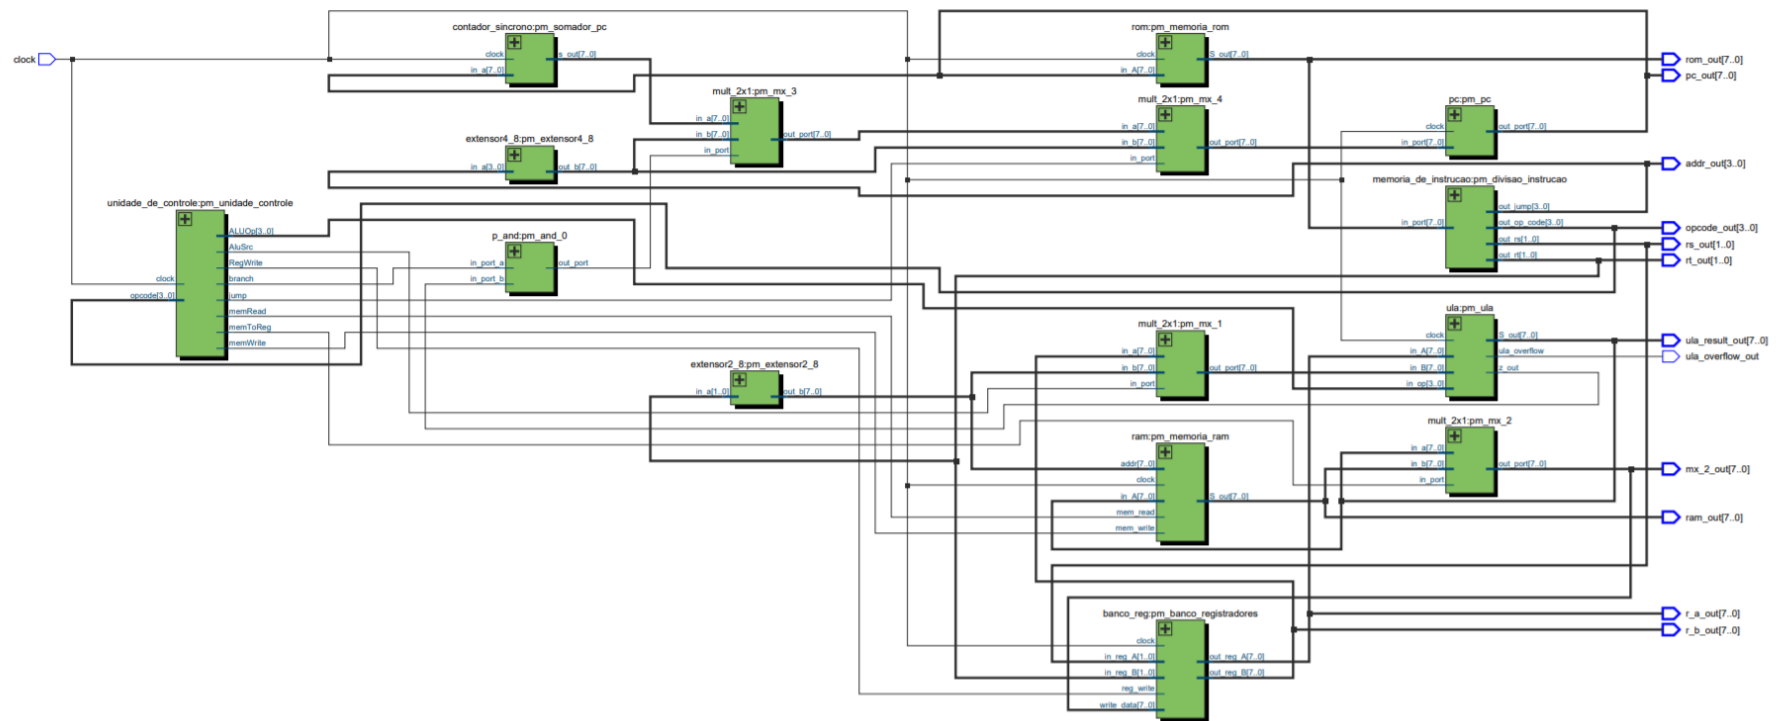 clock
contador_sincrono:pm_somador_pc
clock
in_a[7..0]
s_out[7..0]
extensor4_8:pm_extensor4_8
in_a[3..0]
out_b[7..0]
mult_2x1:pm_mx_3
in_a[7..0]
in_b[7..0]
in_port
out_port[7..0]
unidade_de_controle:pm_unidade_controle
clock
opcode[3..0]
ALUOp[3..0]
AluSrc
RegWrite
branch
jump
memRead
memToReg
memWrite
p_and:pm_and_0
in_port_a
in_port_b
out_port
extensor2_8:pm_extensor2_8
in_a[1..0]
out_b[7..0]
rom:pm_memoria_rom
clock
in_A[7..0]
S_out[7..0]
mult_2x1:pm_mx_4
in_a[7..0]
in_b[7..0]
in_port
out_port[7..0]
mult_2x1:pm_mx_1
in_a[7..0]
in_b[7..0]
in_port
out_port[7..0]
ram:pm_memoria_ram
addr[7..0]
clock
in_A[7..0]
mem_read
mem_write
S_out[7..0]
banco_reg:pm_banco_registradores
clock
in_reg_A[1..0]
in_reg_B[1..0]
reg_write
write_data[7..0]
out_reg_A[7..0]
out_reg_B[7..0]
pc:pm_pc
clock
in_port[7..0]
out_port[7..0]
memoria_de_instrucao:pm_divisao_instrucao
in_port[7..0]
out_jump[3..0]
out_op_code[3..0]
out_rs[1..0]
out_rt[1..0]
ula:pm_ula
clock
in_A[7..0]
in_B[7..0]
in_op[3..0]
S_out[7..0]
ula_overflow
z_out
mult_2x1:pm_mx_2
in_a[7..0]
in_b[7..0]
in_port
out_port[7..0]
rom_out[7..0]
pc_out[7..0]
addr_out[3..0]
opcode_out[3..0]
rs_out[1..0]
rt_out[1..0]
ula_result_out[7..0]
ula_overflow_out
mx_2_out[7..0]
ram_out[7..0]
r_a_out[7..0]
r_b_out[7..0]